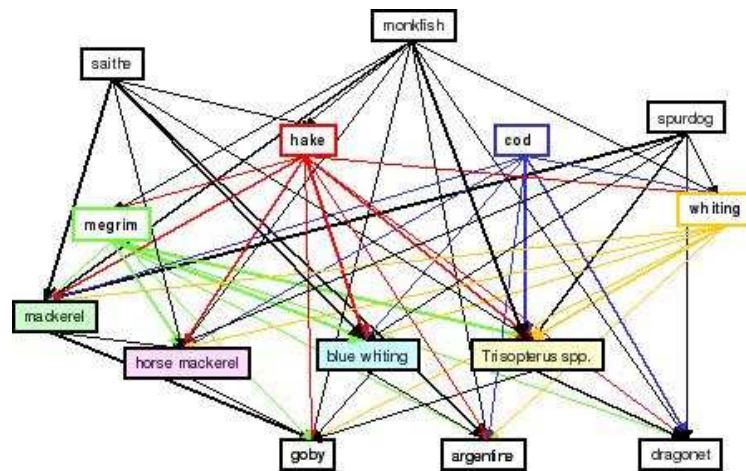 monkfish
saithe
spurdog
hake
cod
whiting
megrim
mackerel
horse mackerel
blue whiting
Trisopterus spp.
goby
argentine
dragonet